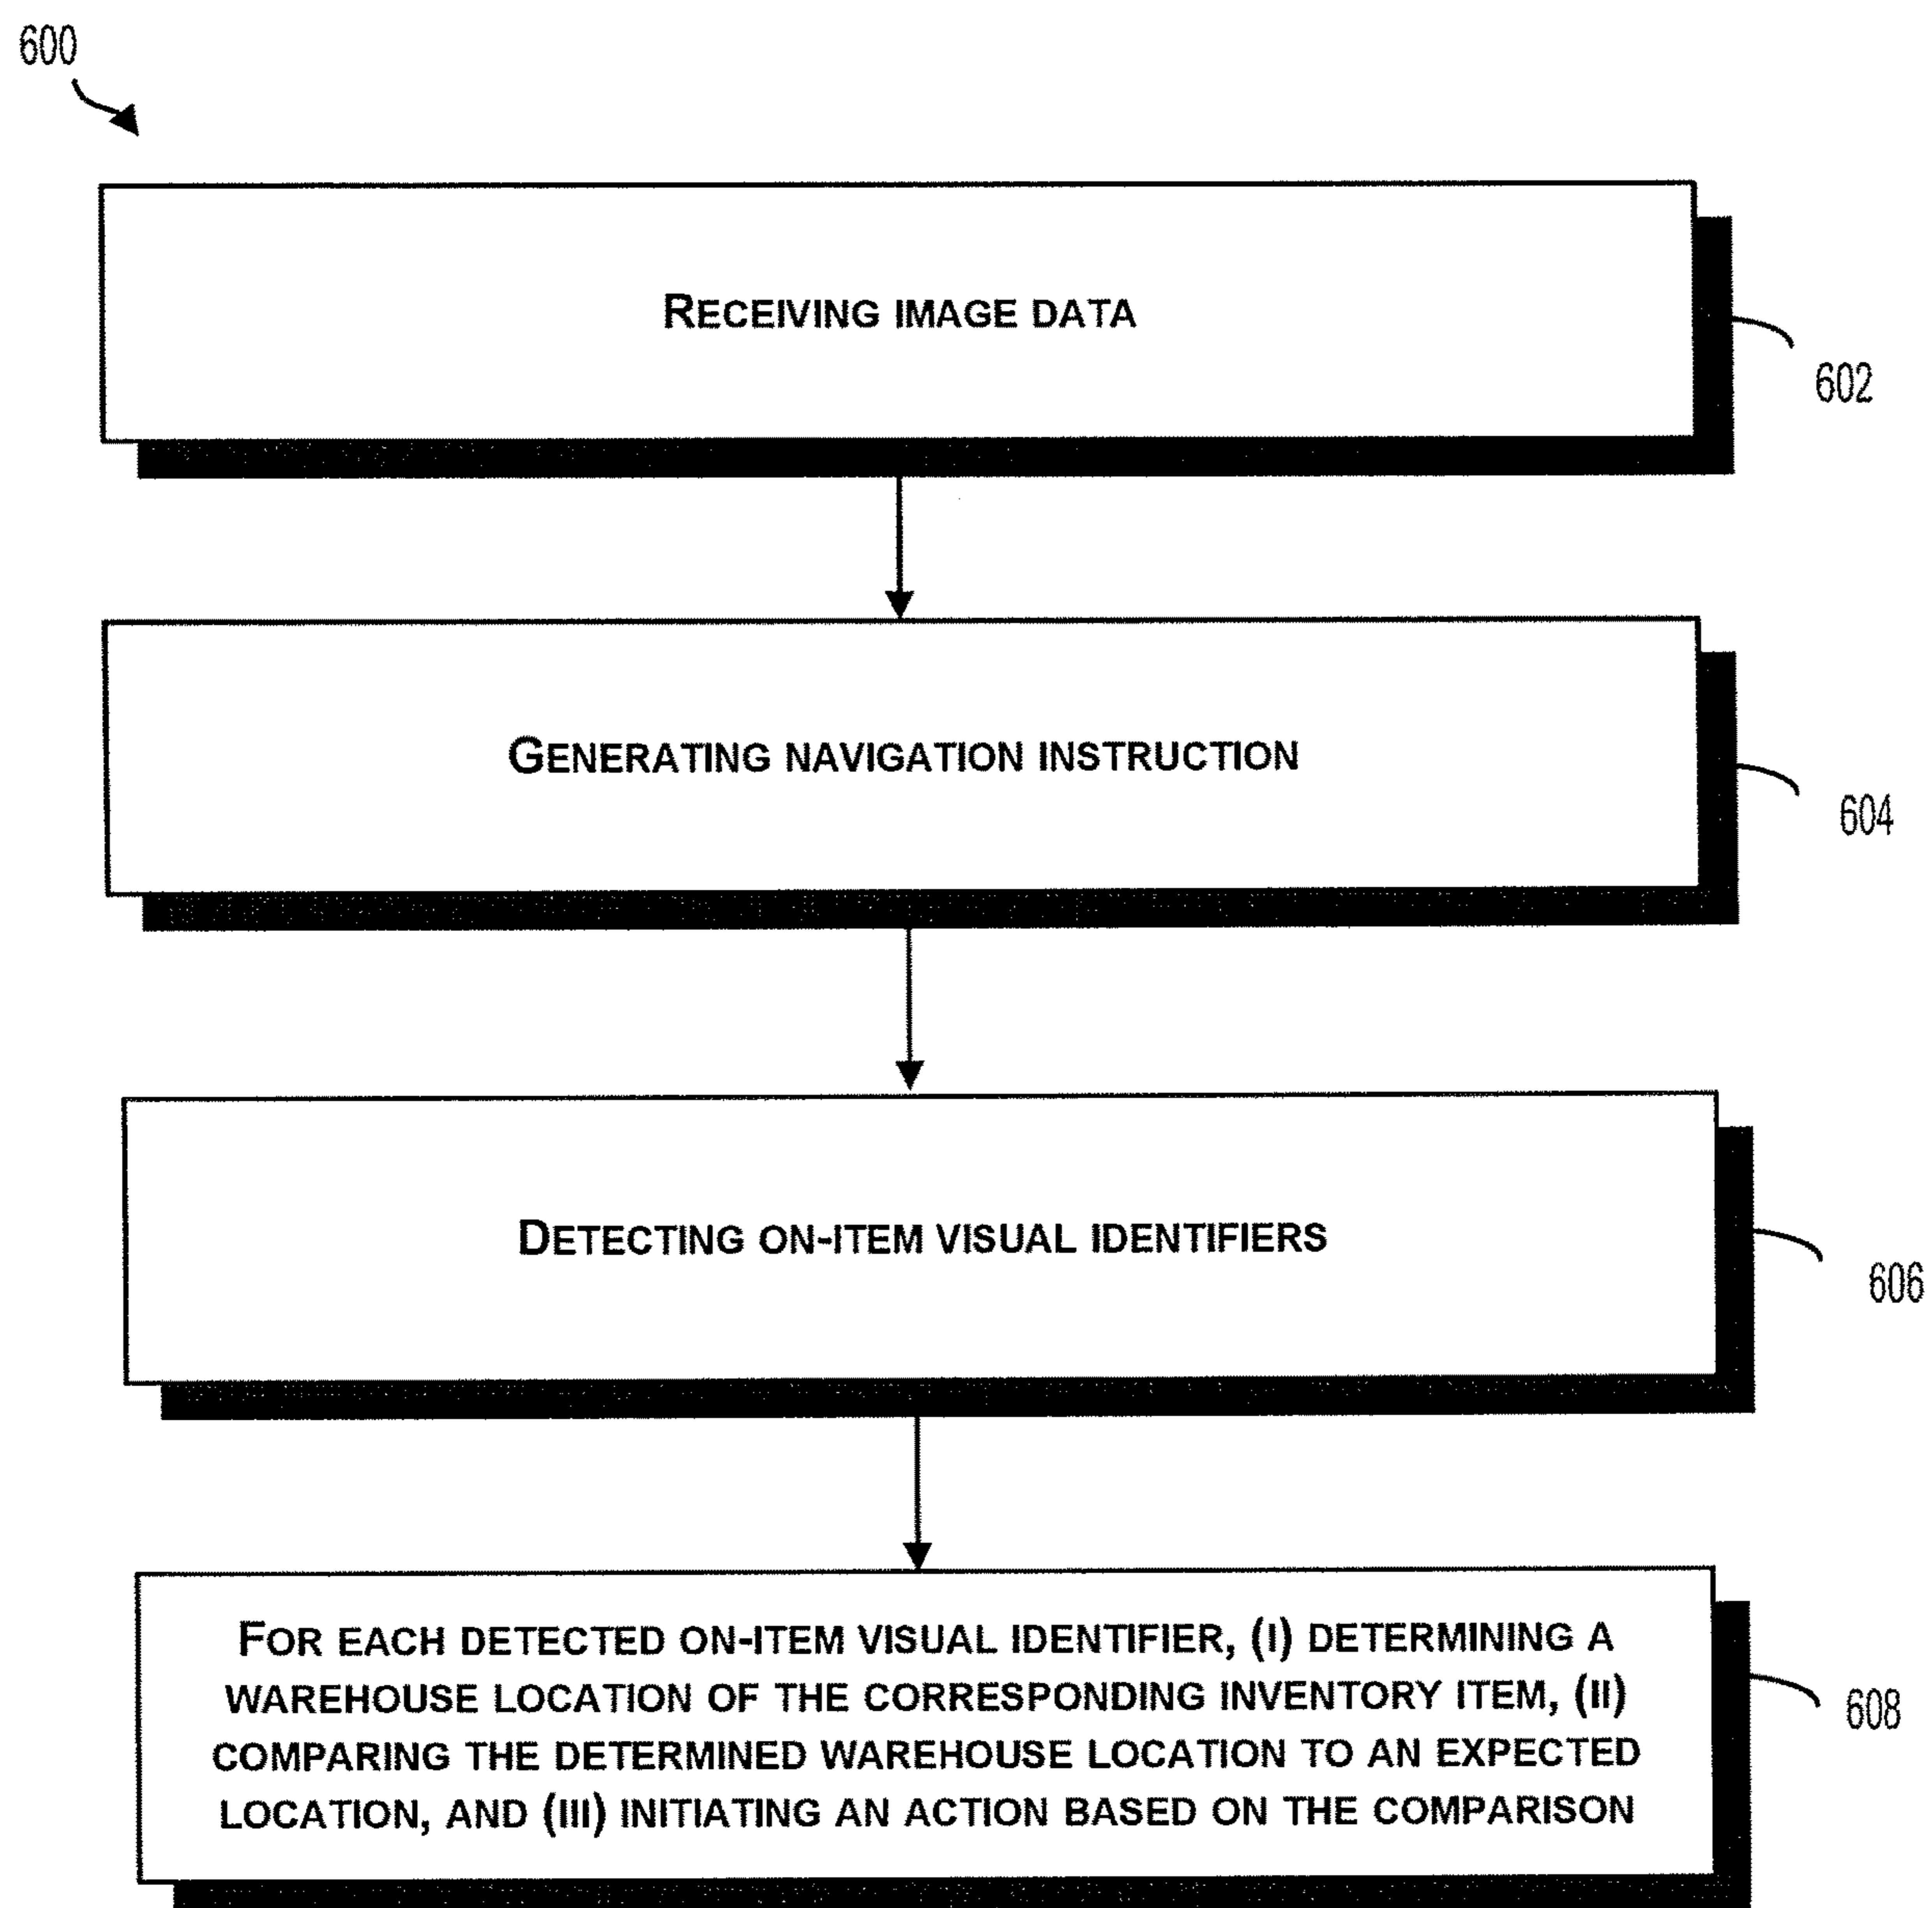 600
RECEIVING IMAGE DATA
602
GENERATING NAVIGATION INSTRUCTION
604
DETECTING ON-ITEM VISUAL IDENTIFIERS
606
FOR EACH DETECTED ON-ITEM VISUAL IDENTIFIER, (I) DETERMINING A
WAREHOUSE LOCATION OF THE CORRESPONDING INVENTORY ITEM, (II)
COMPARING THE DETERMINED WAREHOUSE LOCATION TO AN EXPECTED
LOCATION, AND (III) INITIATING AN ACTION BASED ON THE COMPARISON
608